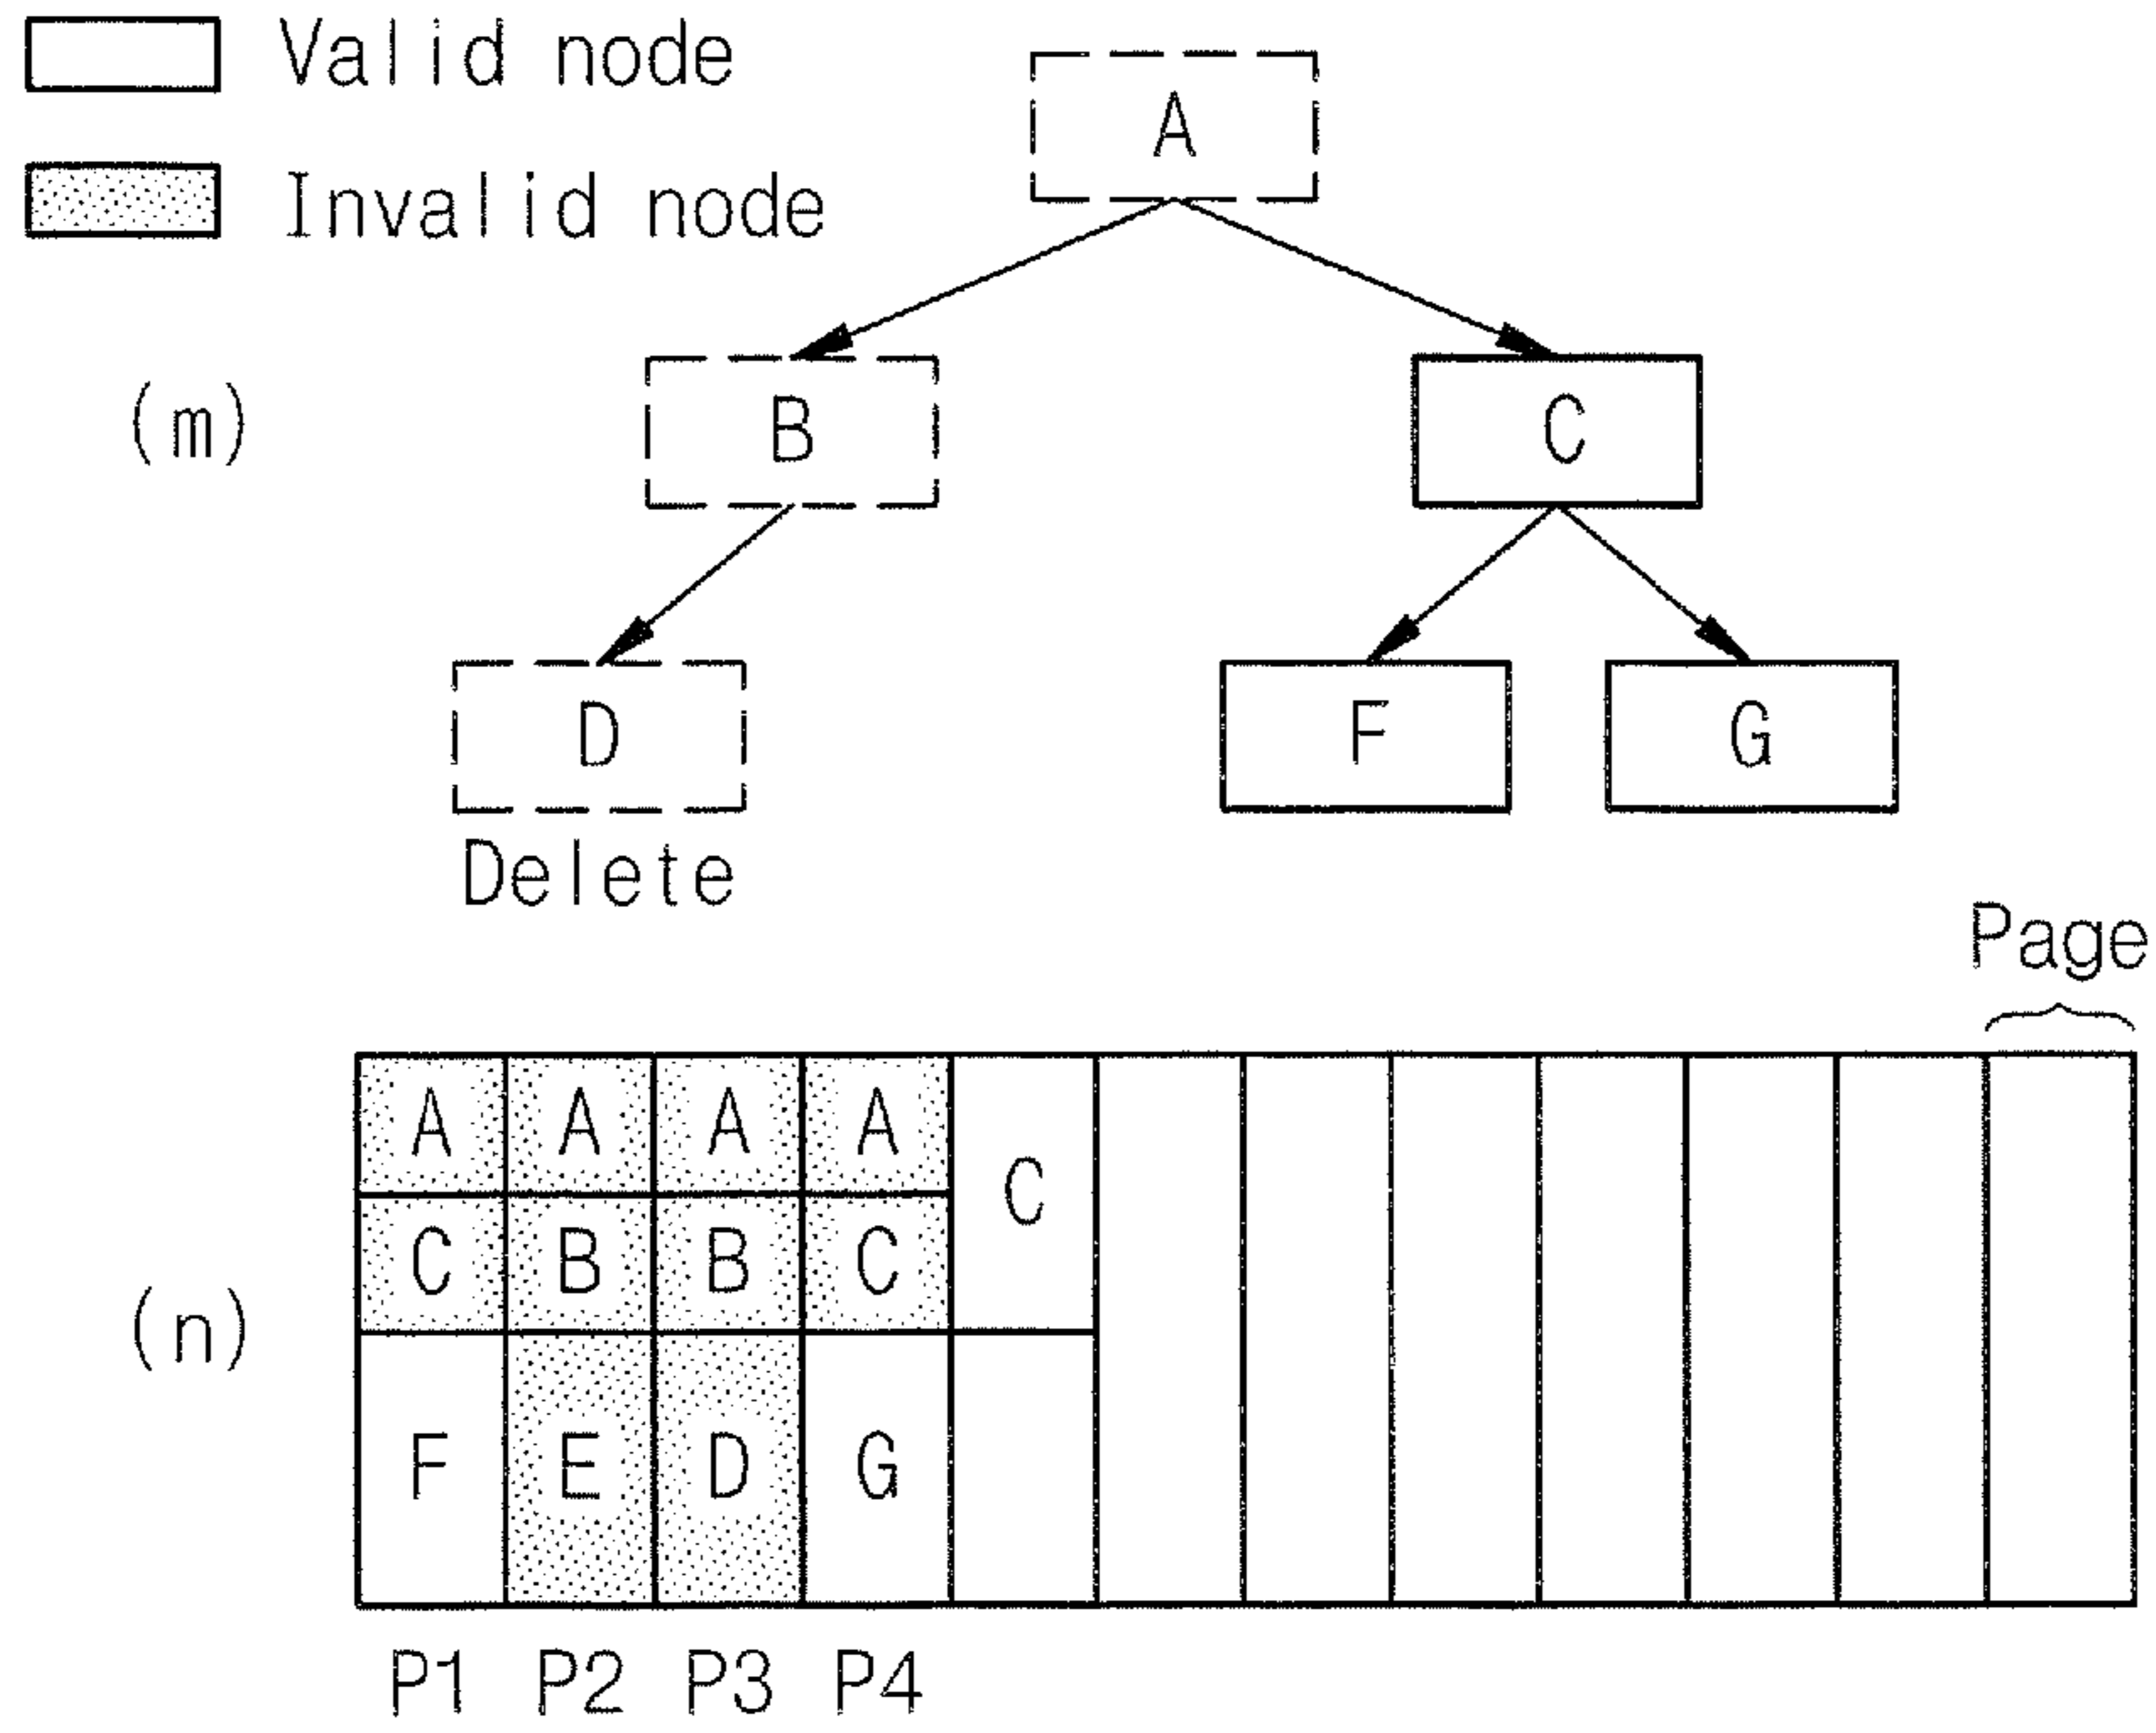 Valid node
Invalid node
A
(m)
B
C
D
F
G
Delete
Page
(n)
A A A A C
C B B C
F E D G
P1 P2 P3 P4